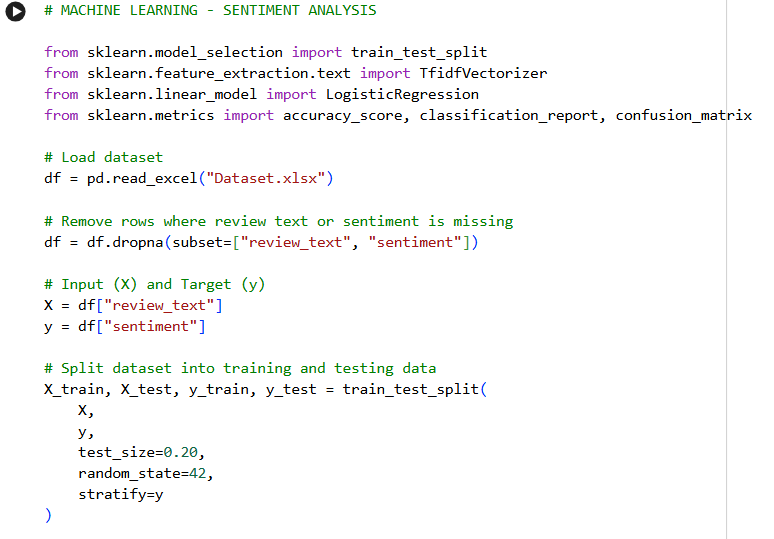 # MACHINE LEARNING - SENTIMENT ANALYSIS
from sklearn.model_selection import train_test_split
from sklearn.feature_extraction.text import TfidfVectorizer
from sklearn.linear_model import LogisticRegression
from sklearn.metrics import accuracy_score, classification_report, confusion_matrix
# Load dataset
df = pd.read_excel("Dataset.xlsx")
# Remove rows where review text or sentiment is missing
df = df.dropna(subset=["review_text", "sentiment"])
# Input (X) and Target (y)
X = df["review_text"]
y = df["sentiment"]
# Split dataset into training and testing data
X_train, X_test, y_train, y_test = train_test_split(
    X,
    y,
    test_size=0.20,
    random_state=42,
    stratify=y
)